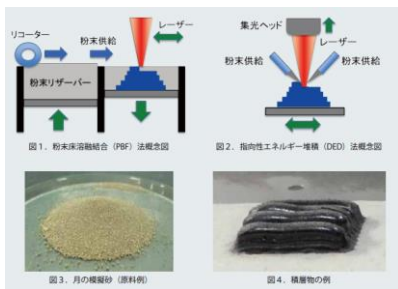 リコーター
粉末供給
レーザー
粉末リザーバー
図1．粉末床溶融結合（PBF）法概念図
集光ヘッド
レーザー
粉末供給
粉末供給
図2．指向性エネルギー堆積（DED）法概念図
図3．月の模擬砂（原料例）
図4．積層物の例